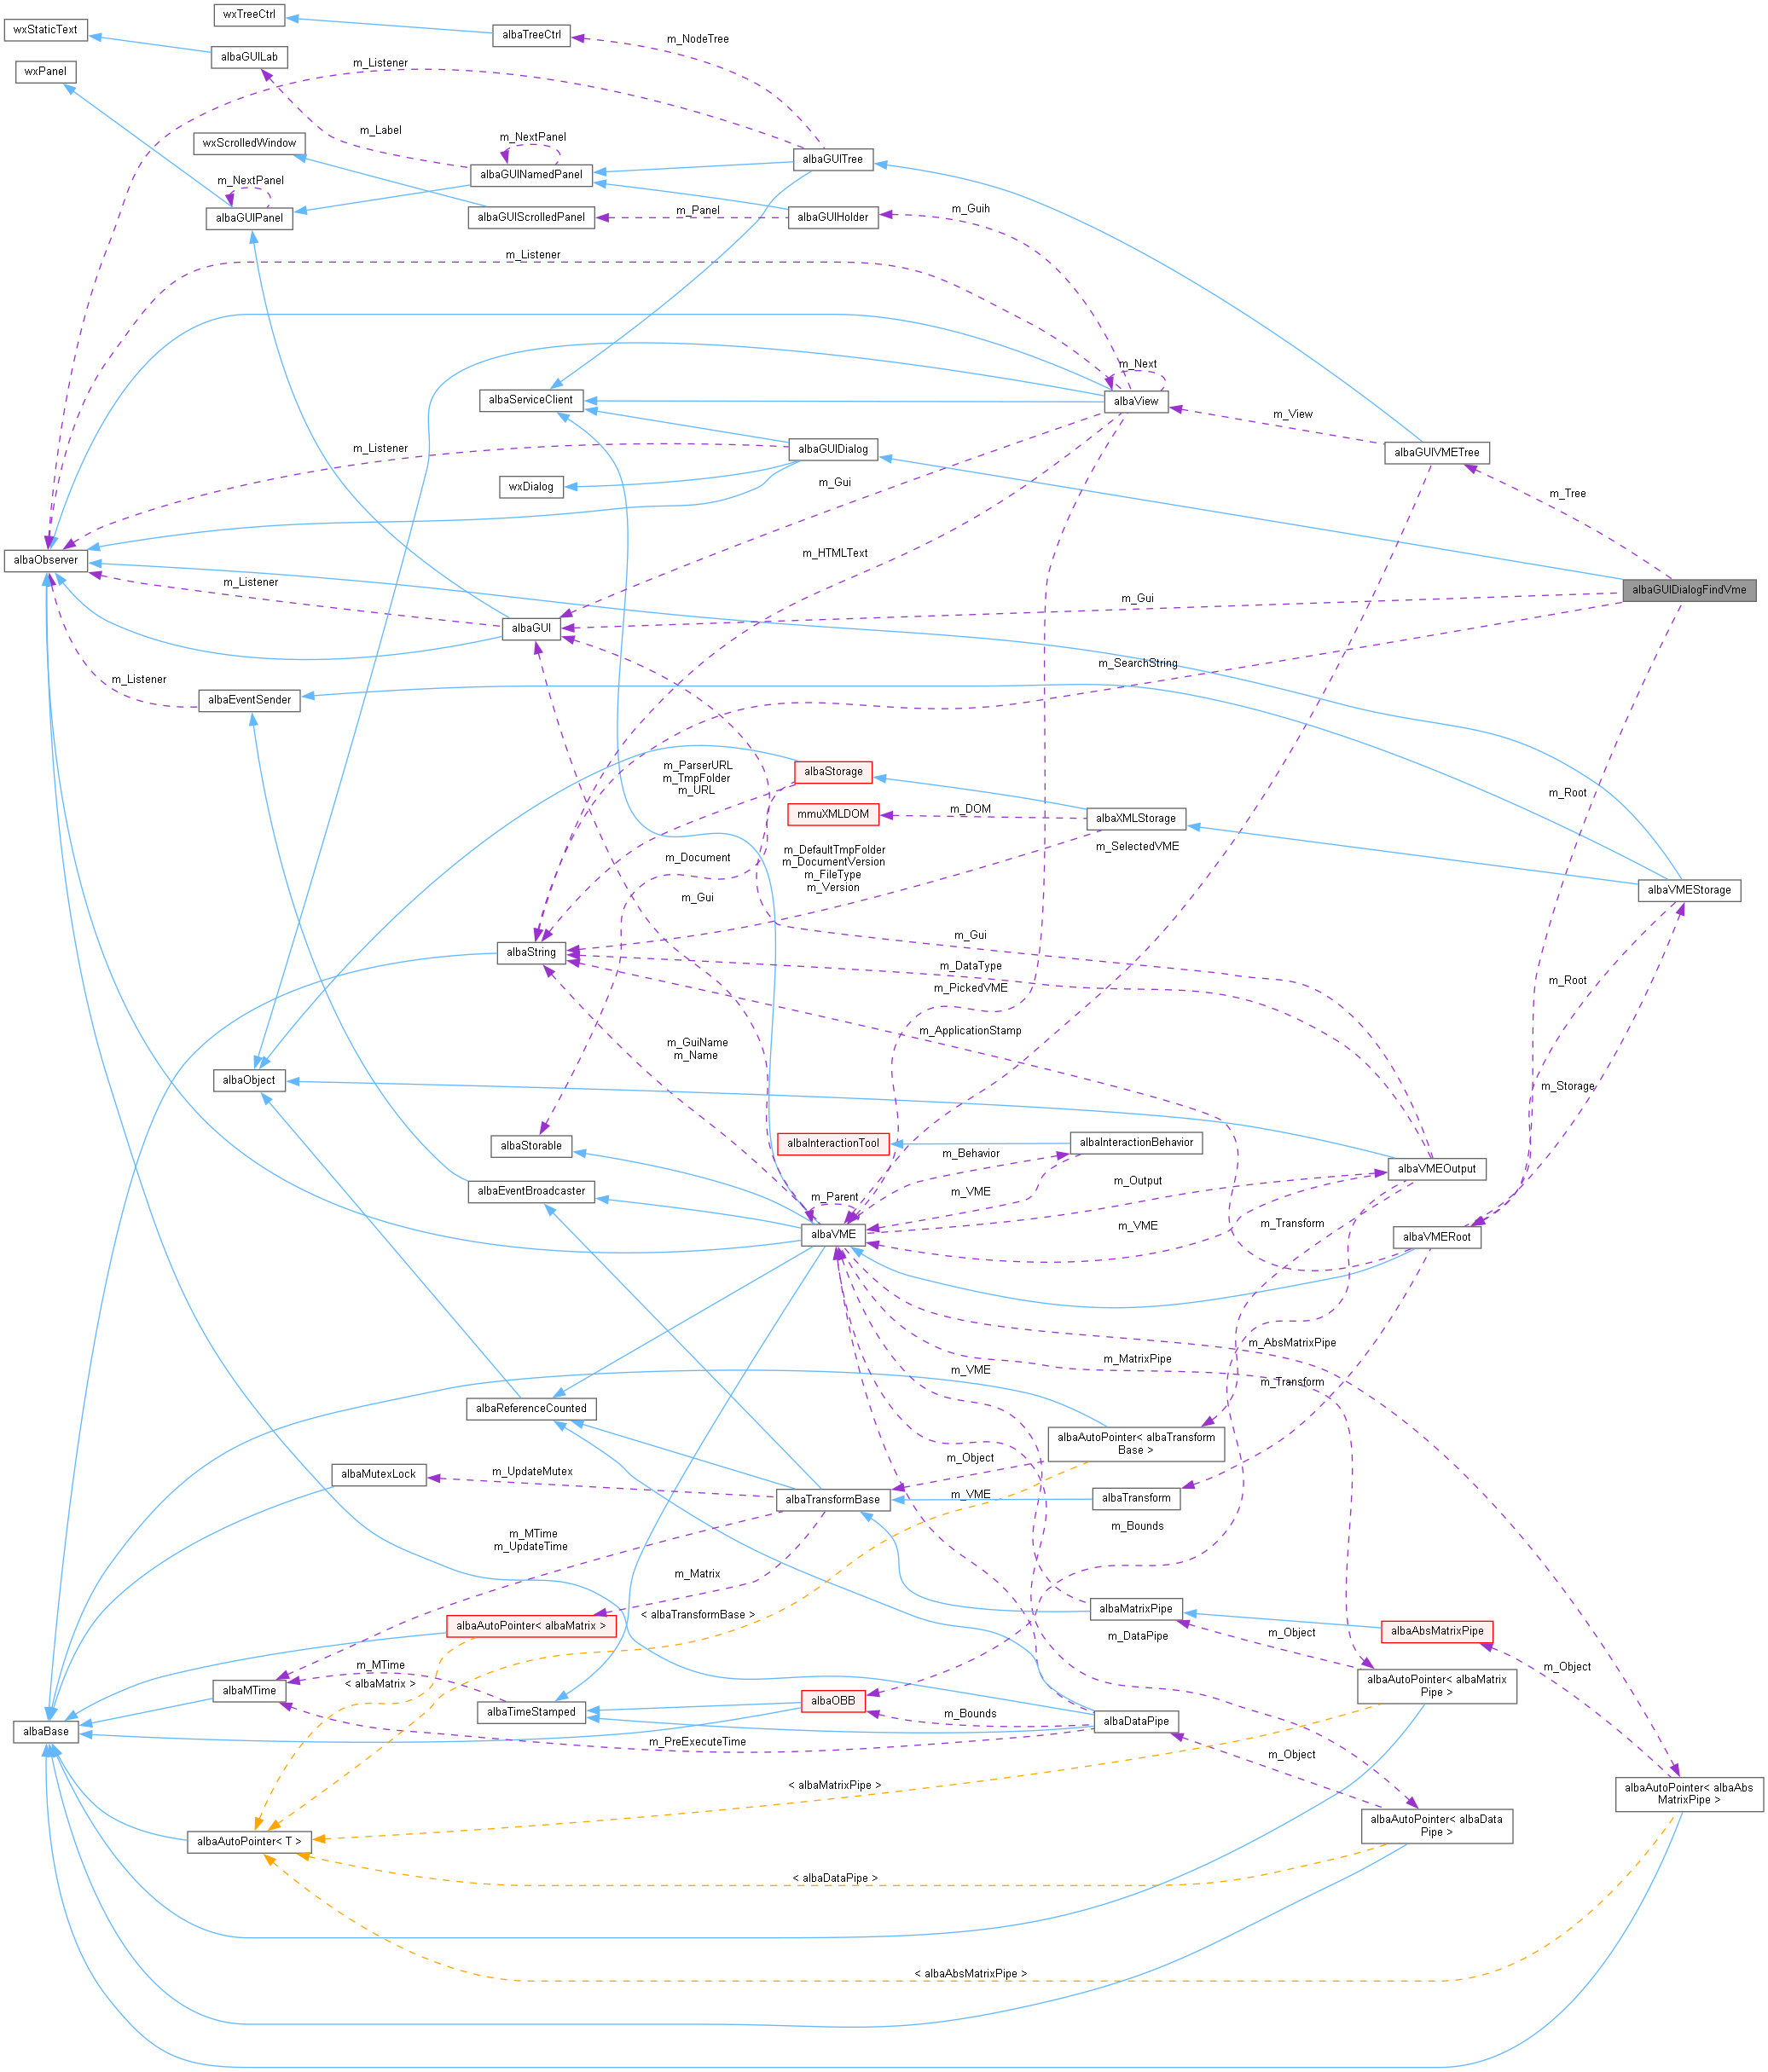 wxTreeCtrl
wxStaticText
albaTreeCtrl
m_NodeTree
albaGUILab
m_Listener
wxPanel
m_Label
m_NextPanel
wxScrolledWindow
albaGUITree
albaGUINamedPanel
m_NextPanel
albaGUIPanel
albaGUIScrolledPanel
m_Panel
albaGUIHolder
m_Guih
m_Listener
m_Next
albaServiceClient
albaView
m_View
m_Listener
albaGUIDialog
albaGUIVMETree
m_Gui
wxDialog
m_Tree
m_HTMLText
albaObserver
m_Listener
m_Gui
albaGUIDialogFindVme
albaGUI
m_SearchString
m_Listener
albaEventSender
m_ParserURL
m_TmpFolder
m_URL
albaStorage
m_Root
mmuXMLDOM
m_DOM
albaXMLStorage
m_Document
m_DefaultTmpFolder
m_DocumentVersion
m_FileType
m_Version
m_SelectedVME
m_Gui
albaVMEStorage
m_Gui
albaString
m_DataType
m_PickedVME
m_Root
m_ApplicationStamp
m_GuiName
m_Name
albaObject
m_Storage
albaStorable
albaInteractionTool
albaInteractionBehavior
m_Behavior
albaVMEOutput
m_Output
albaEventBroadcaster
m_Parent
m_VME
albaVME
m_VME
m_Transform
albaVMERoot
m_AbsMatrixPipe
m_MatrixPipe
m_VME
m_Transform
albaReferenceCounted
albaAutoPointer< albaTransform
Base >
m_Object
albaMutexLock
m_UpdateMutex
albaTransformBase
m_VME
albaTransform
m_MTime
m_UpdateTime
m_Bounds
m_Matrix
albaAutoPointer< albaMatrix >
< albaTransformBase >
albaMatrixPipe
m_Object
albaAbsMatrixPipe
m_DataPipe
m_MTime
< albaMatrix >
albaMTime
m_Object
albaAutoPointer< albaMatrix
Pipe >
albaOBB
albaTimeStamped
m_Bounds
albaDataPipe
albaBase
m_PreExecuteTime
m_Object
< albaMatrixPipe >
albaAutoPointer< albaAbs
MatrixPipe >
albaAutoPointer< T >
albaAutoPointer< albaData
Pipe >
< albaDataPipe >
< albaAbsMatrixPipe >